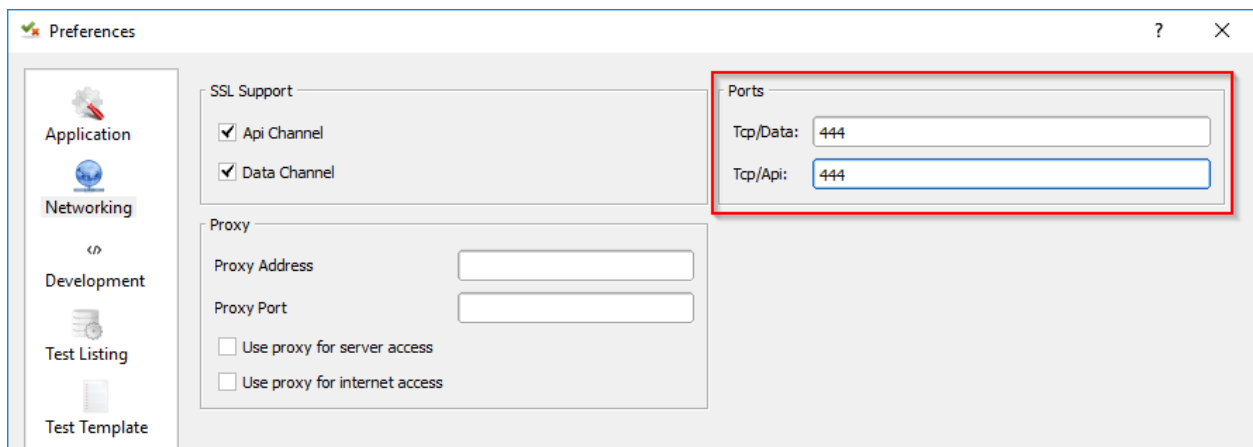 Preferences
?
Application
Networking
Development
Test Listing
Test Template
SSL Support
Api Channel
Data Channel
Proxy
Proxy Address
Proxy Port
Use proxy for server access
Use proxy for internet access
Ports
Tcp/Data: 444
Tcp/Api: 444